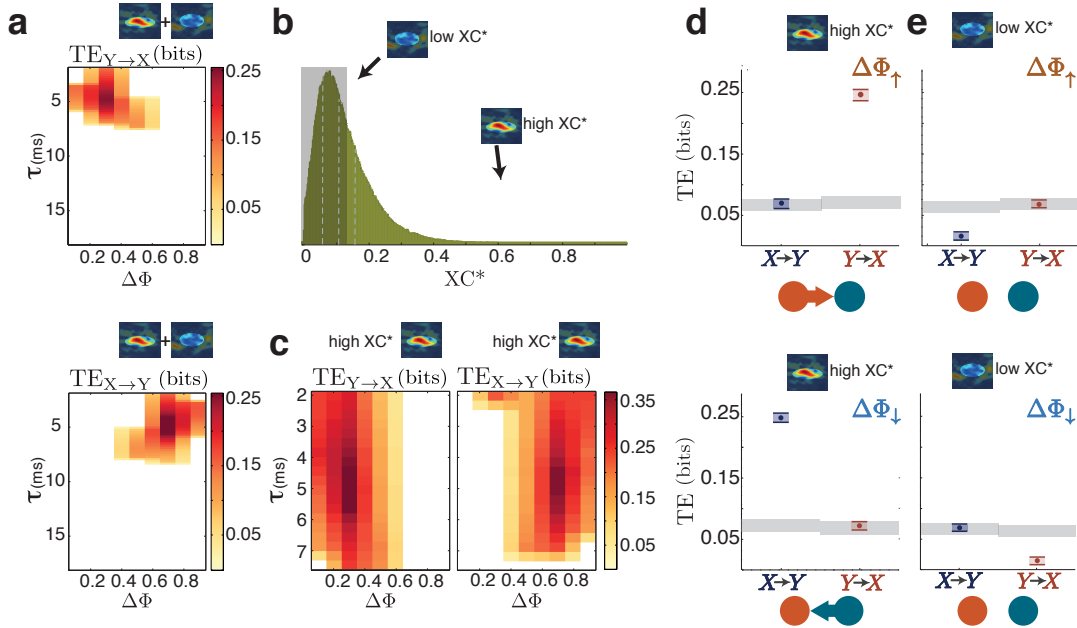 a
+
TE_Y→X (bits)
0.25
0.15
0.05
5
10
15
τ(ms)
0.2 0.4 0.6 0.8
ΔΦ
+
TE_X→Y (bits)
0.25
0.15
0.05
5
10
15
τ(ms)
0.2 0.4 0.6 0.8
ΔΦ
b
low XC*
high XC*
0 0.2 0.4 0.6 0.8
XC*
c
high XC*
high XC*
TE_Y→X (bits)
TE_X→Y (bits)
2
3
4
5
6
7
τ(ms)
0.35
0.25
0.15
0.05
0.2 0.4 0.6 0.8
0.2 0.4 0.6 0.8
ΔΦ
ΔΦ
d
high XC*
ΔΦ↑
0.25
0.15
0.05
TE (bits)
X→Y
Y→X
high XC*
ΔΦ↓
0.25
0.15
0.05
TE (bits)
X→Y
Y→X
e
low XC*
ΔΦ↑
X→Y
Y→X
low XC*
ΔΦ↓
X→Y
Y→X